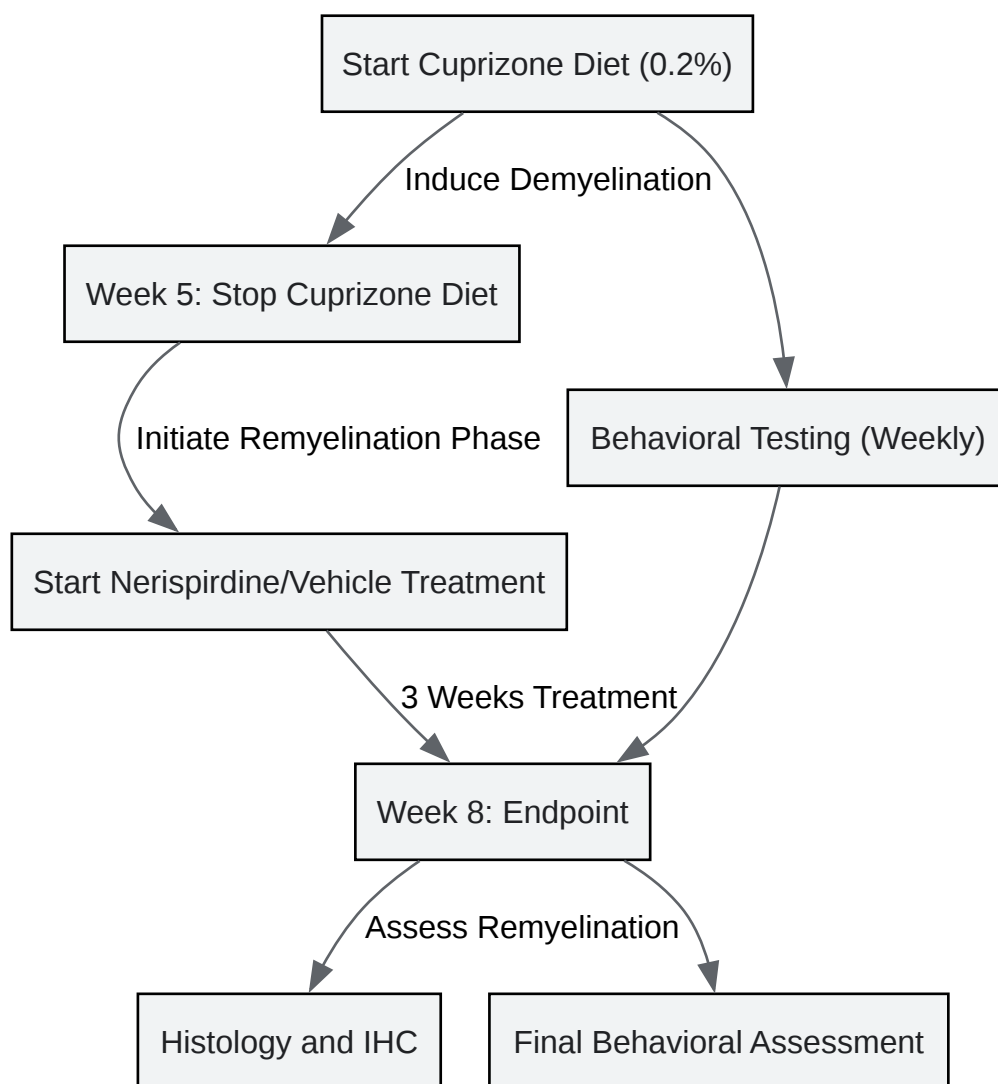 Start Cuprizone Diet (0.2%)
Induce Demyelination
Week 5: Stop Cuprizone Diet
Initiate Remyelination Phase
Behavioral Testing (Weekly)
Start Nerispirdine/Vehicle Treatment
3 Weeks Treatment
Week 8: Endpoint
Assess Remyelination
Histology and IHC
Final Behavioral Assessment